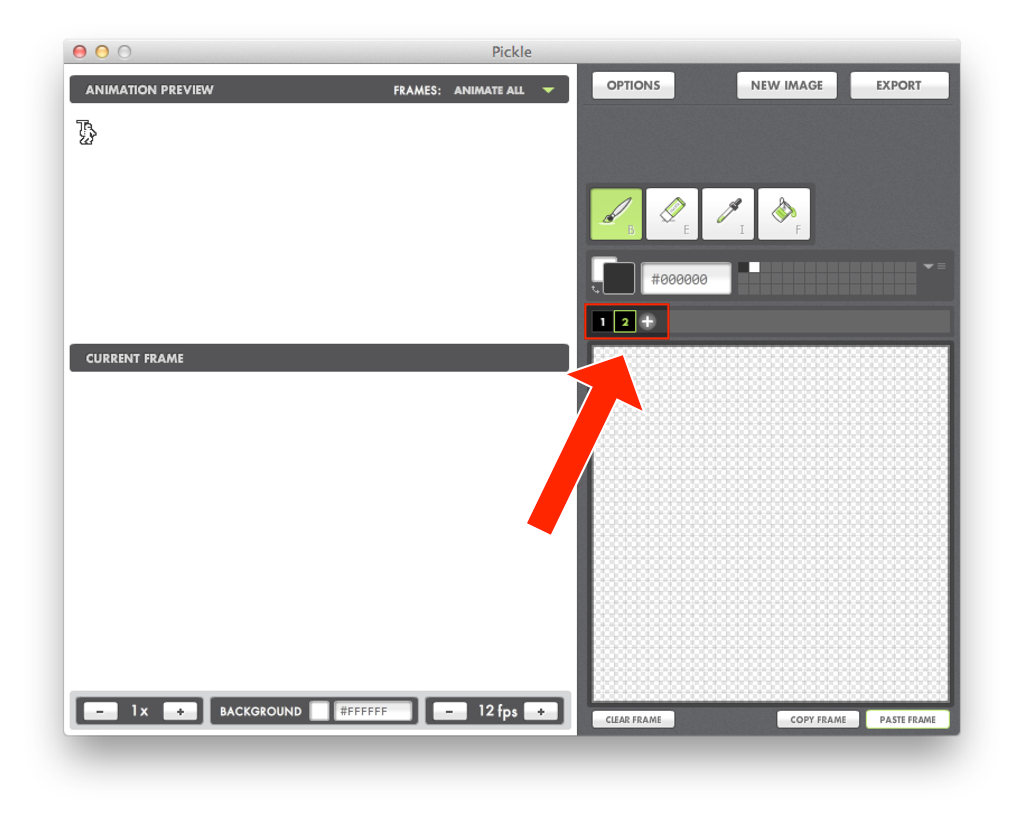 Pickle
ANIMATION PREVIEW
FRAMES: ANIMATE ALL
OPTIONS
NEW IMAGE
EXPORT
B
E
I
F
#000000
1 2 +
CURRENT FRAME
- 1x +
BACKGROUND
#FFFFFF
- 12 fps +
CLEAR FRAME
COPY FRAME
PASTE FRAME